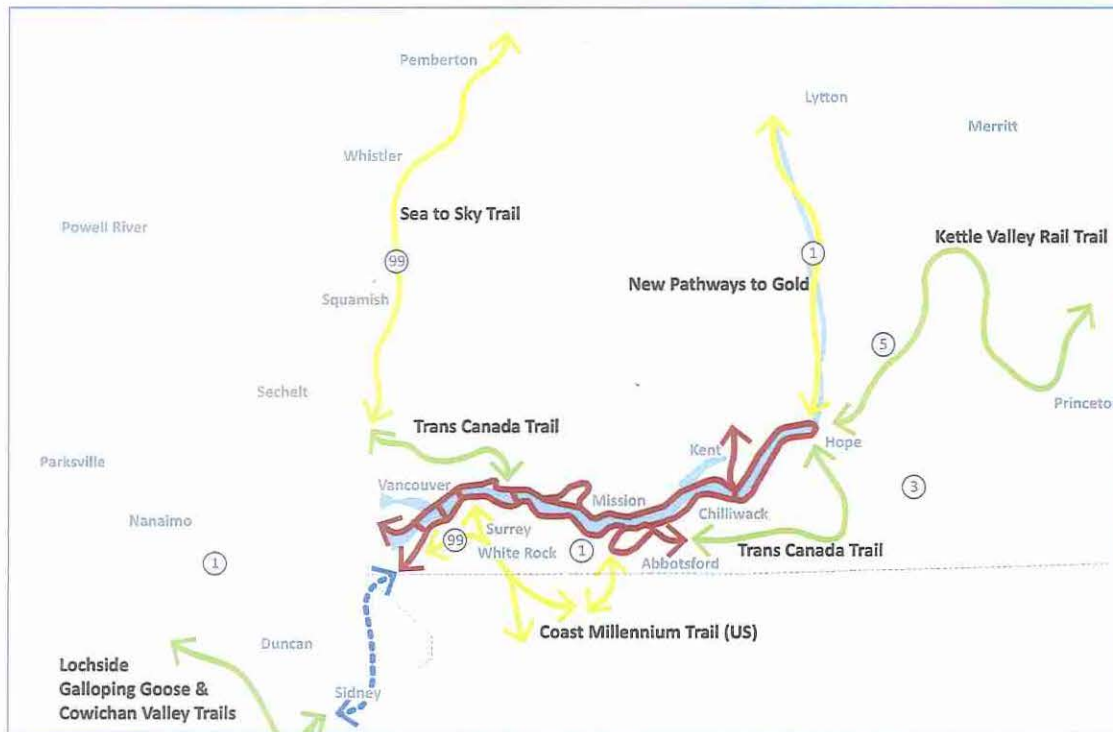 Pemberton
Lytton
Merritt
Whistler
Sea to Sky Trail
Powell River
Kettle Valley Rail Trail
99
1
New Pathways to Gold
Squamish
5
Sechelt
Princeton
Trans Canada Trail
Hope
Kent
Parksville
Vancouver
Mission
3
Chilliwack
Nanaimo
Surrey
99
White Rock
1
Abbotsford
Trans Canada Trail
1
Coast Millennium Trail (US)
Duncan
Lochside
Galloping Goose &
Cowichan Valley Trails
Sidney